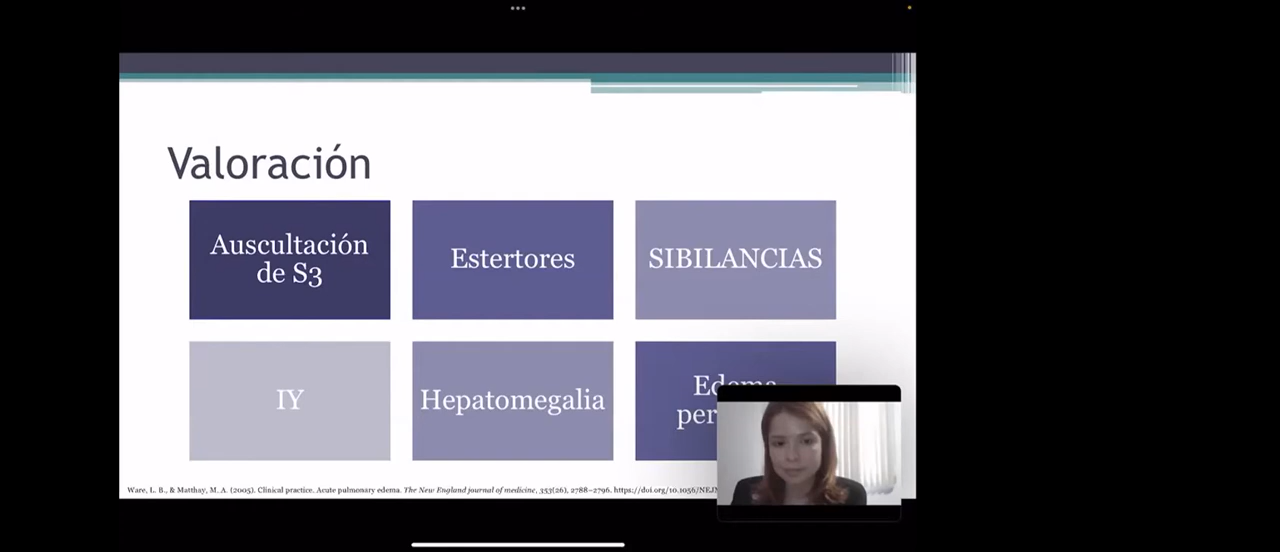 Valoración
Auscultación
de S3
Estertores
SIBILANCIAS
IY
Hepatomegalia
Edema
Ware, L. B., & Matthay, M. A. (2005). Clinical practice. Acute pulmonary edema. The New England journal of medicine, 353(26), 2788–2796. https://doi.org/10.1056/NEJ